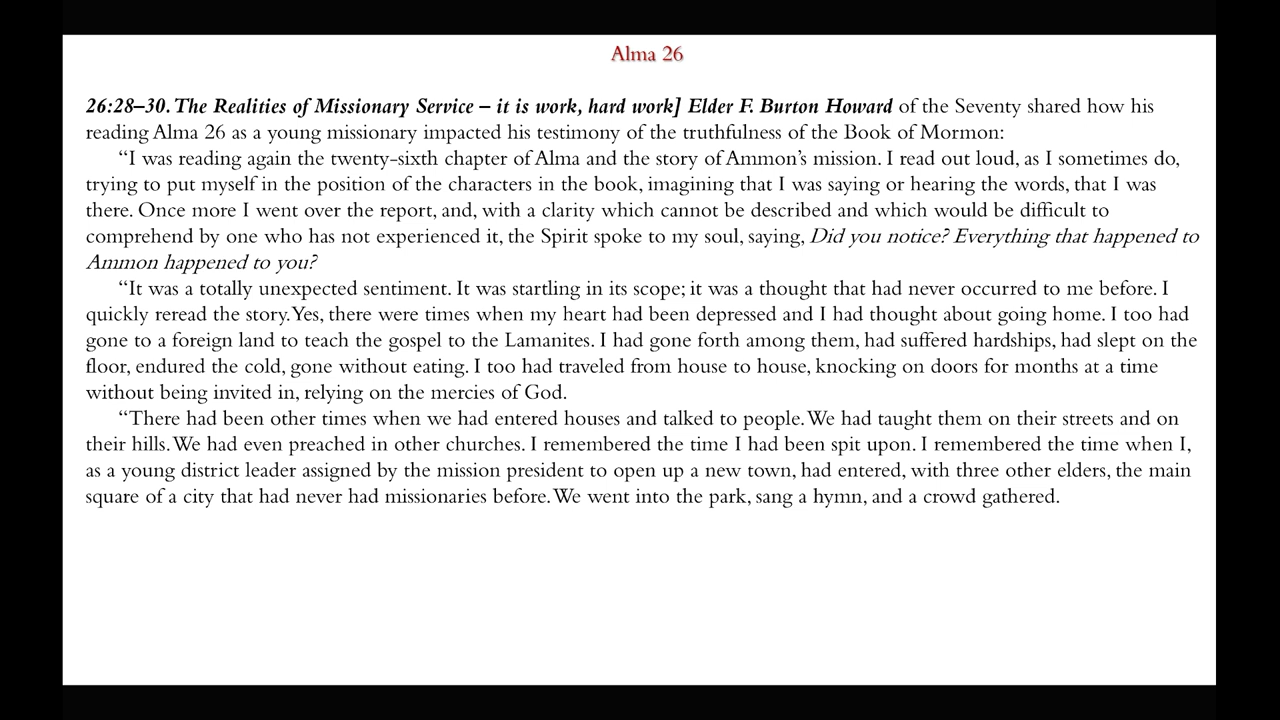 Alma 26
26:28–30. The Realities of Missionary Service – it is work, hard work] Elder F. Burton Howard of the Seventy shared how his
reading Alma 26 as a young missionary impacted his testimony of the truthfulness of the Book of Mormon:
“I was reading again the twenty-sixth chapter of Alma and the story of Ammon’s mission. I read out loud, as I sometimes do,
trying to put myself in the position of the characters in the book, imagining that I was saying or hearing the words, that I was
there. Once more I went over the report, and, with a clarity which cannot be described and which would be difficult to
comprehend by one who has not experienced it, the Spirit spoke to my soul, saying, Did you notice? Everything that happened to
Ammon happened to you?
“It was a totally unexpected sentiment. It was startling in its scope; it was a thought that had never occurred to me before. I
quickly reread the story. Yes, there were times when my heart had been depressed and I had thought about going home. I too had
gone to a foreign land to teach the gospel to the Lamanites. I had gone forth among them, had suffered hardships, had slept on the
floor, endured the cold, gone without eating. I too had traveled from house to house, knocking on doors for months at a time
without being invited in, relying on the mercies of God.
“There had been other times when we had entered houses and talked to people. We had taught them on their streets and on
their hills. We had even preached in other churches. I remembered the time I had been spit upon. I remembered the time when I,
as a young district leader assigned by the mission president to open up a new town, had entered, with three other elders, the main
square of a city that had never had missionaries before. We went into the park, sang a hymn, and a crowd gathered.